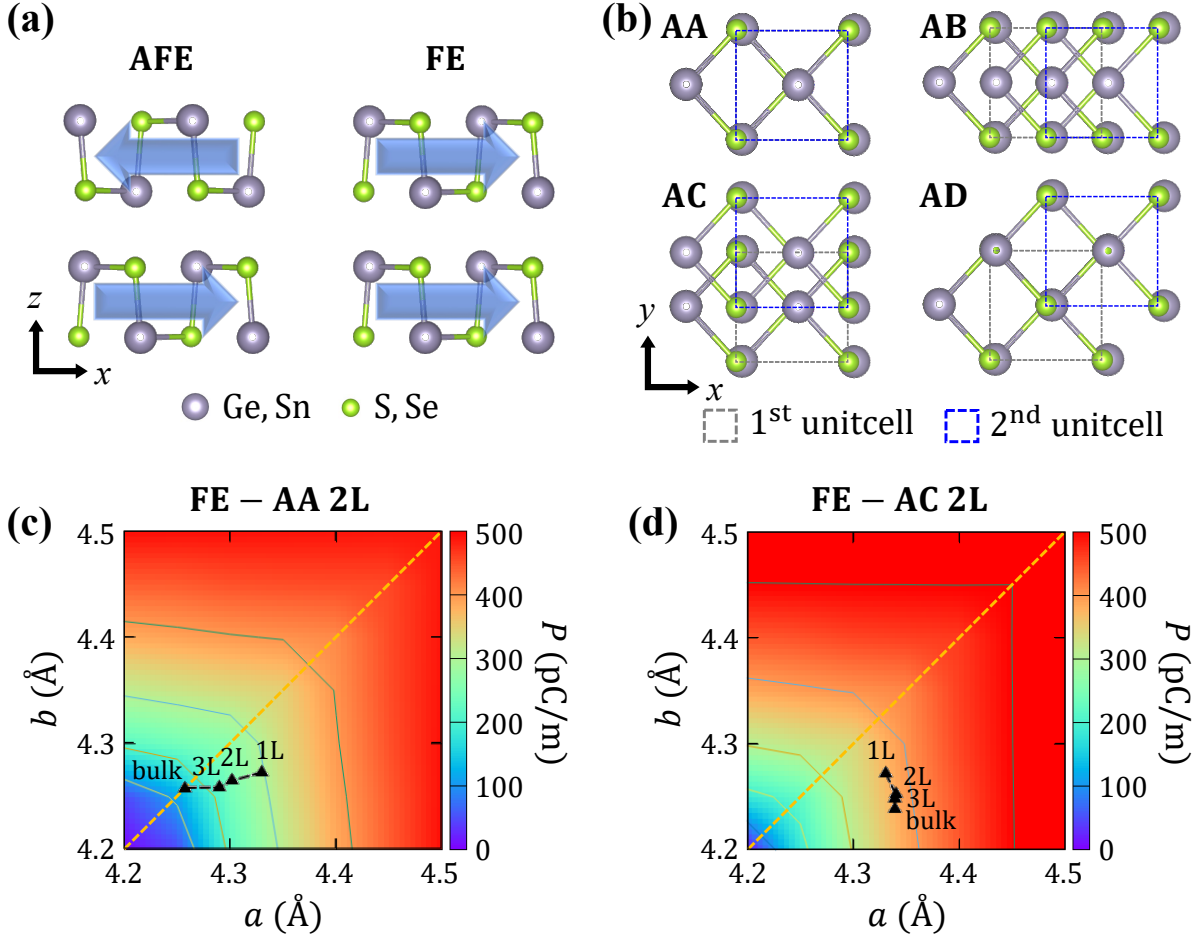 (a)
AFE
FE
z
x
Ge, Sn
S, Se
(b)
AA
AB
AC
AD
y
x
1st unitcell
2nd unitcell
(c)
FE − AA 2L
4.5
4.4
4.3
4.2
b (Å)
bulk
3L
2L
1L
4.2
4.3
4.4
4.5
a (Å)
500
400
300
200
100
0
P (pC/m)
(d)
FE − AC 2L
4.5
4.4
4.3
4.2
b (Å)
1L
2L
3L
bulk
4.2
4.3
4.4
4.5
a (Å)
500
400
300
200
100
0
P (pC/m)